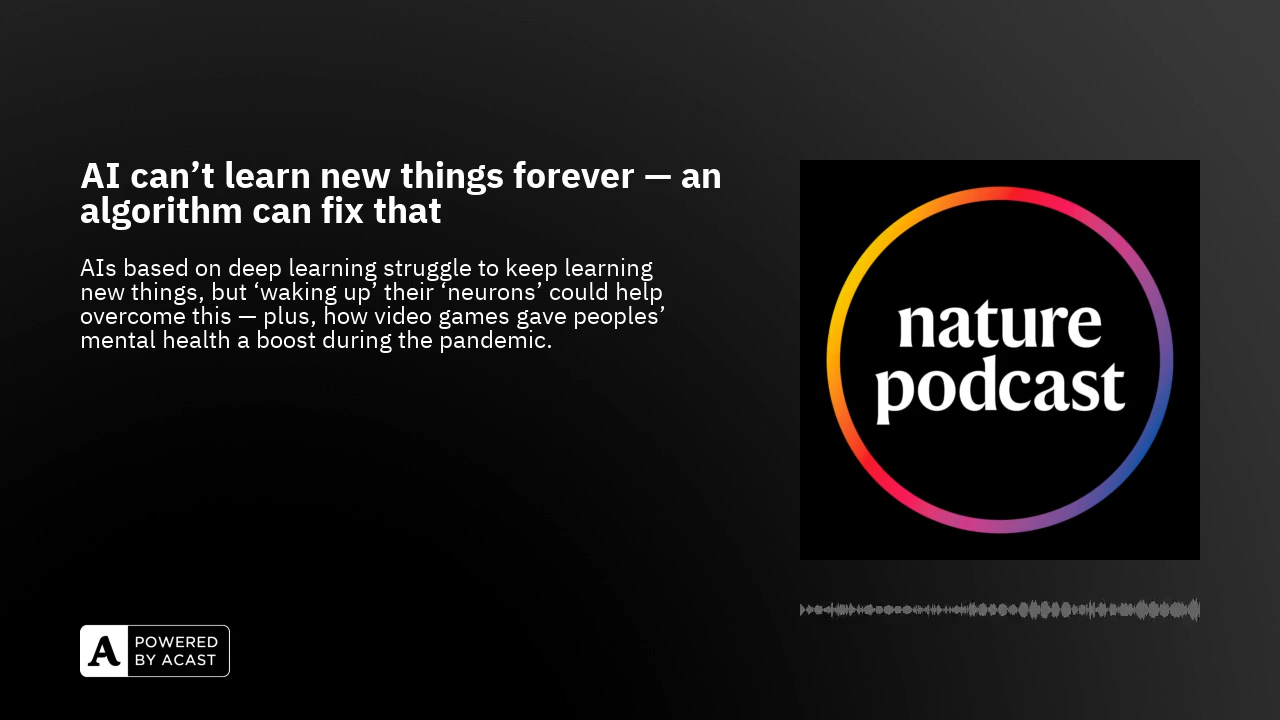 AI can’t learn new things forever — an
algorithm can fix that
AIs based on deep learning struggle to keep learning
new things, but ‘waking up’ their ‘neurons’ could help
overcome this — plus, how video games gave peoples’
mental health a boost during the pandemic.
nature
podcast
A
POWERED
BY ACAST